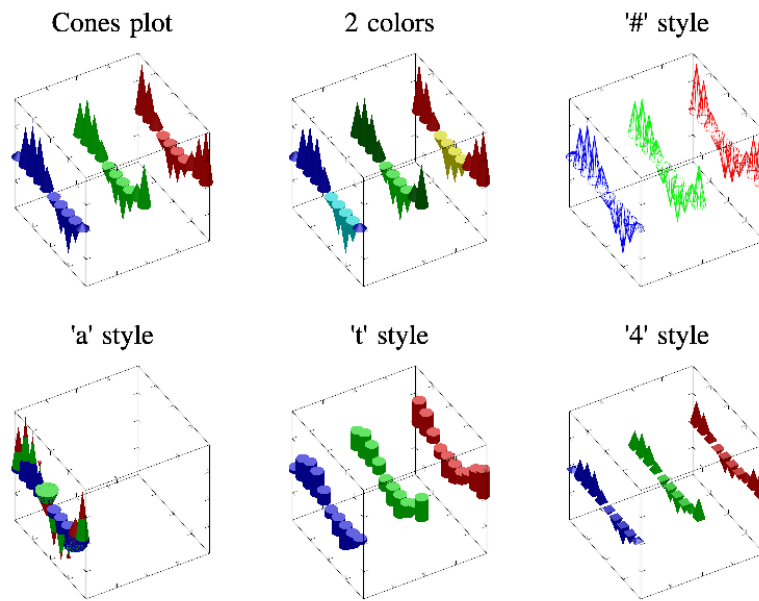 Cones plot
2 colors
'#' style
'a' style
't' style
'4' style